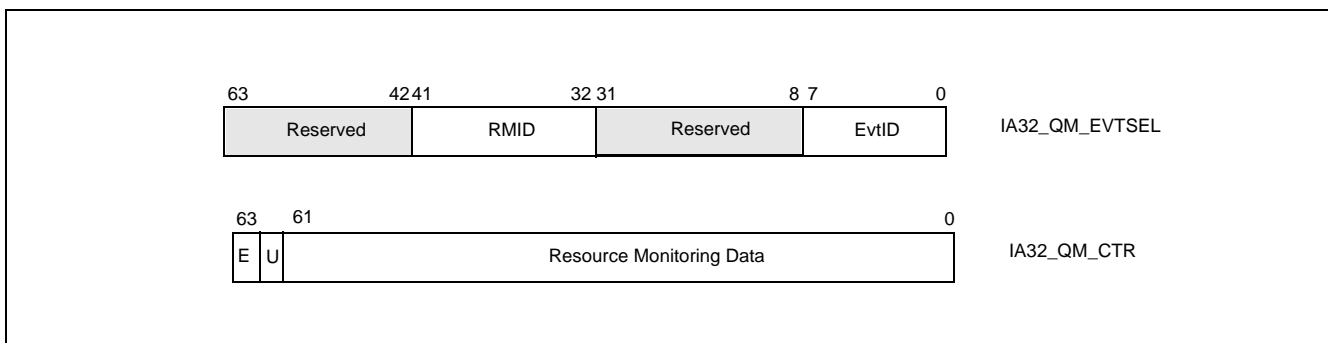 63 42 41 32 31 8 7 0
Reserved RMID Reserved EvtID IA32_QM_EVTSEL
63 61 0
E U Resource Monitoring Data IA32_QM_CTR